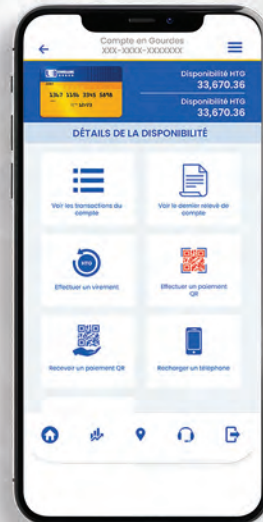 Compte en Gourdes
XXX-XXXX-XXXXXXX
Disponibilité HTG
33,670.36
Disponibilité HTG
33,670.36
DÉTAILS DE LA DISPONIBILITÉ
Voir les transactions du
compte
Voir le dernier relevé de
compte
HTG
Effectuer un virement
Effectuer un paiement
QR
Recevoir un paiement QR
Recharger un téléphone